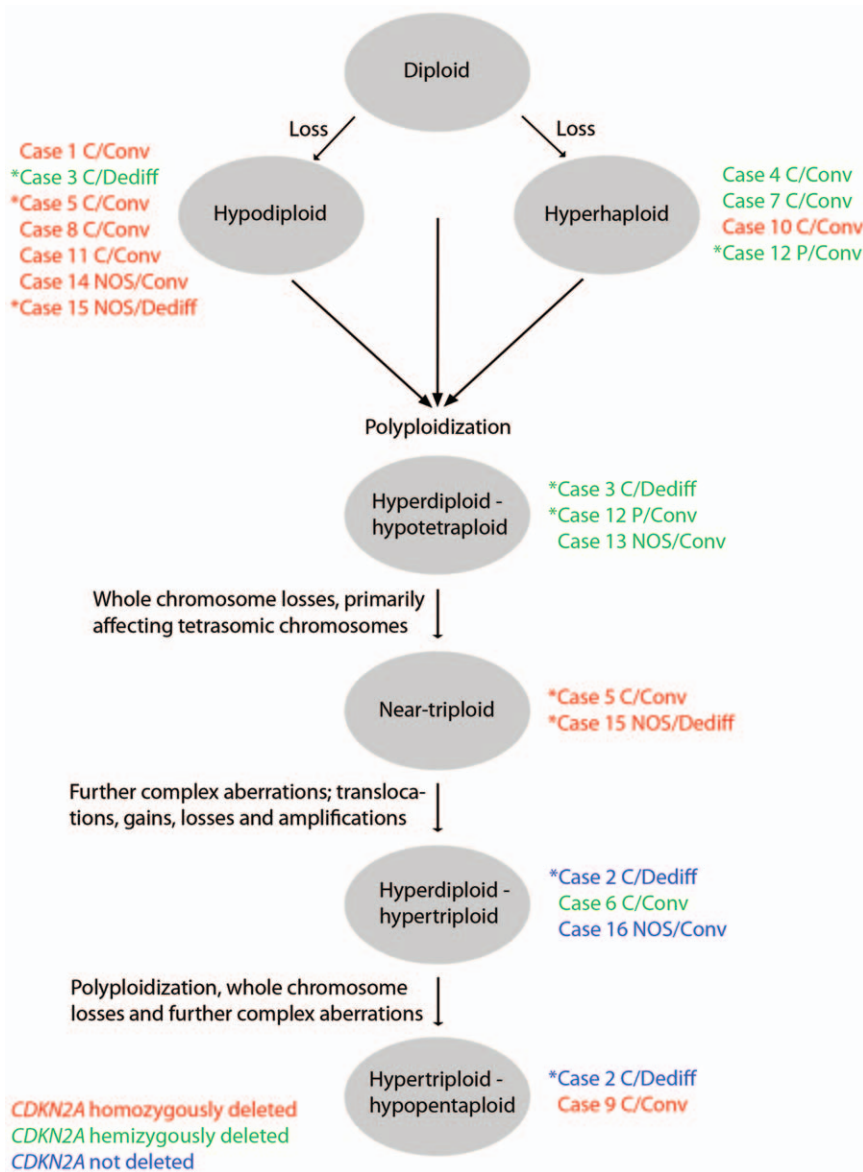 Diploid
Loss
Loss
Case 1 C/Conv
*Case 3 C/Dediff
*Case 5 C/Conv
Case 8 C/Conv
Case 11 C/Conv
Case 14 NOS/Conv
*Case 15 NOS/Dediff
Hypodiploid
Hyperhaploid
Case 4 C/Conv
Case 7 C/Conv
Case 10 C/Conv
*Case 12 P/Conv
Polyploidization
Hyperdiploid -
hypotetraploid
*Case 3 C/Dediff
*Case 12 P/Conv
Case 13 NOS/Conv
Whole chromosome losses, primarily
affecting tetrasomic chromosomes
Near-triploid
*Case 5 C/Conv
*Case 15 NOS/Dediff
Further complex aberrations; transloca-
tions, gains, losses and amplifications
Hyperdiploid -
hypertriploid
*Case 2 C/Dediff
Case 6 C/Conv
Case 16 NOS/Conv
Polyploidization, whole chromosome
losses and further complex aberrations
Hypertriploid -
hypopentaploid
*Case 2 C/Dediff
Case 9 C/Conv
CDKN2A homozygously deleted
CDKN2A hemizygously deleted
CDKN2A not deleted